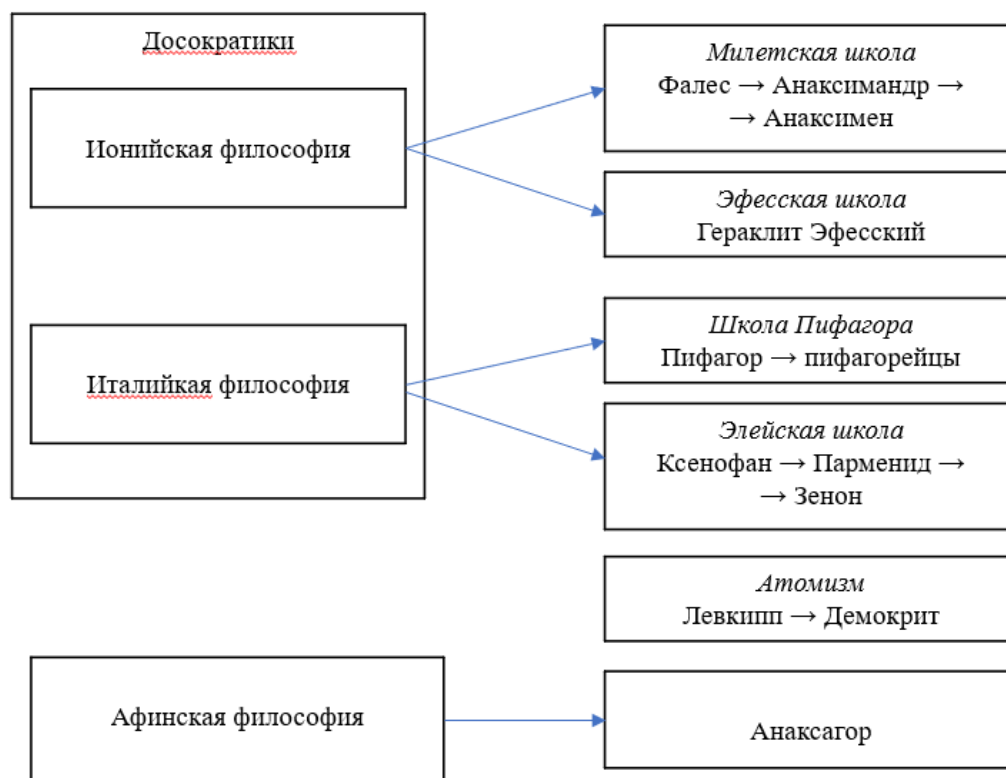 Досократики
Ионийская философия
Италийкая философия
Афинская философия
Милетская школа
Фалес → Анаксимандр →
→ Анаксимен
Эфесская школа
Гераклит Эфесский
Школа Пифагора
Пифагор → пифагорейцы
Элейская школа
Ксенофан → Парменид →
→ Зенон
Атомизм
Левкипп → Демокрит
Анаксагор